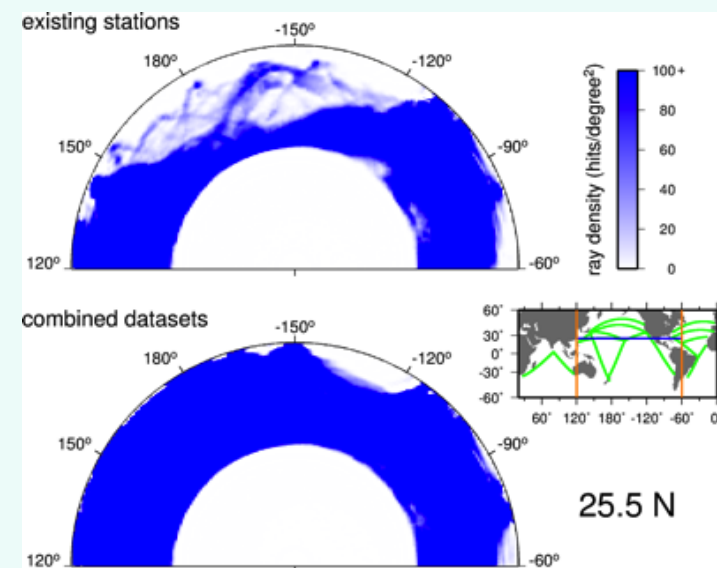 existing stations
-150º
180º
-120º
150º
-90º
120º
-60º
100+
80
60
40
20
0
ray density (hits/degree²)
combined datasets
-150º
180º
-120º
150º
-90º
120º
-60º
60˚
30˚
0˚
-30˚
-60˚
60˚ 120˚ 180˚ -120˚ -60˚ 0
25.5 N